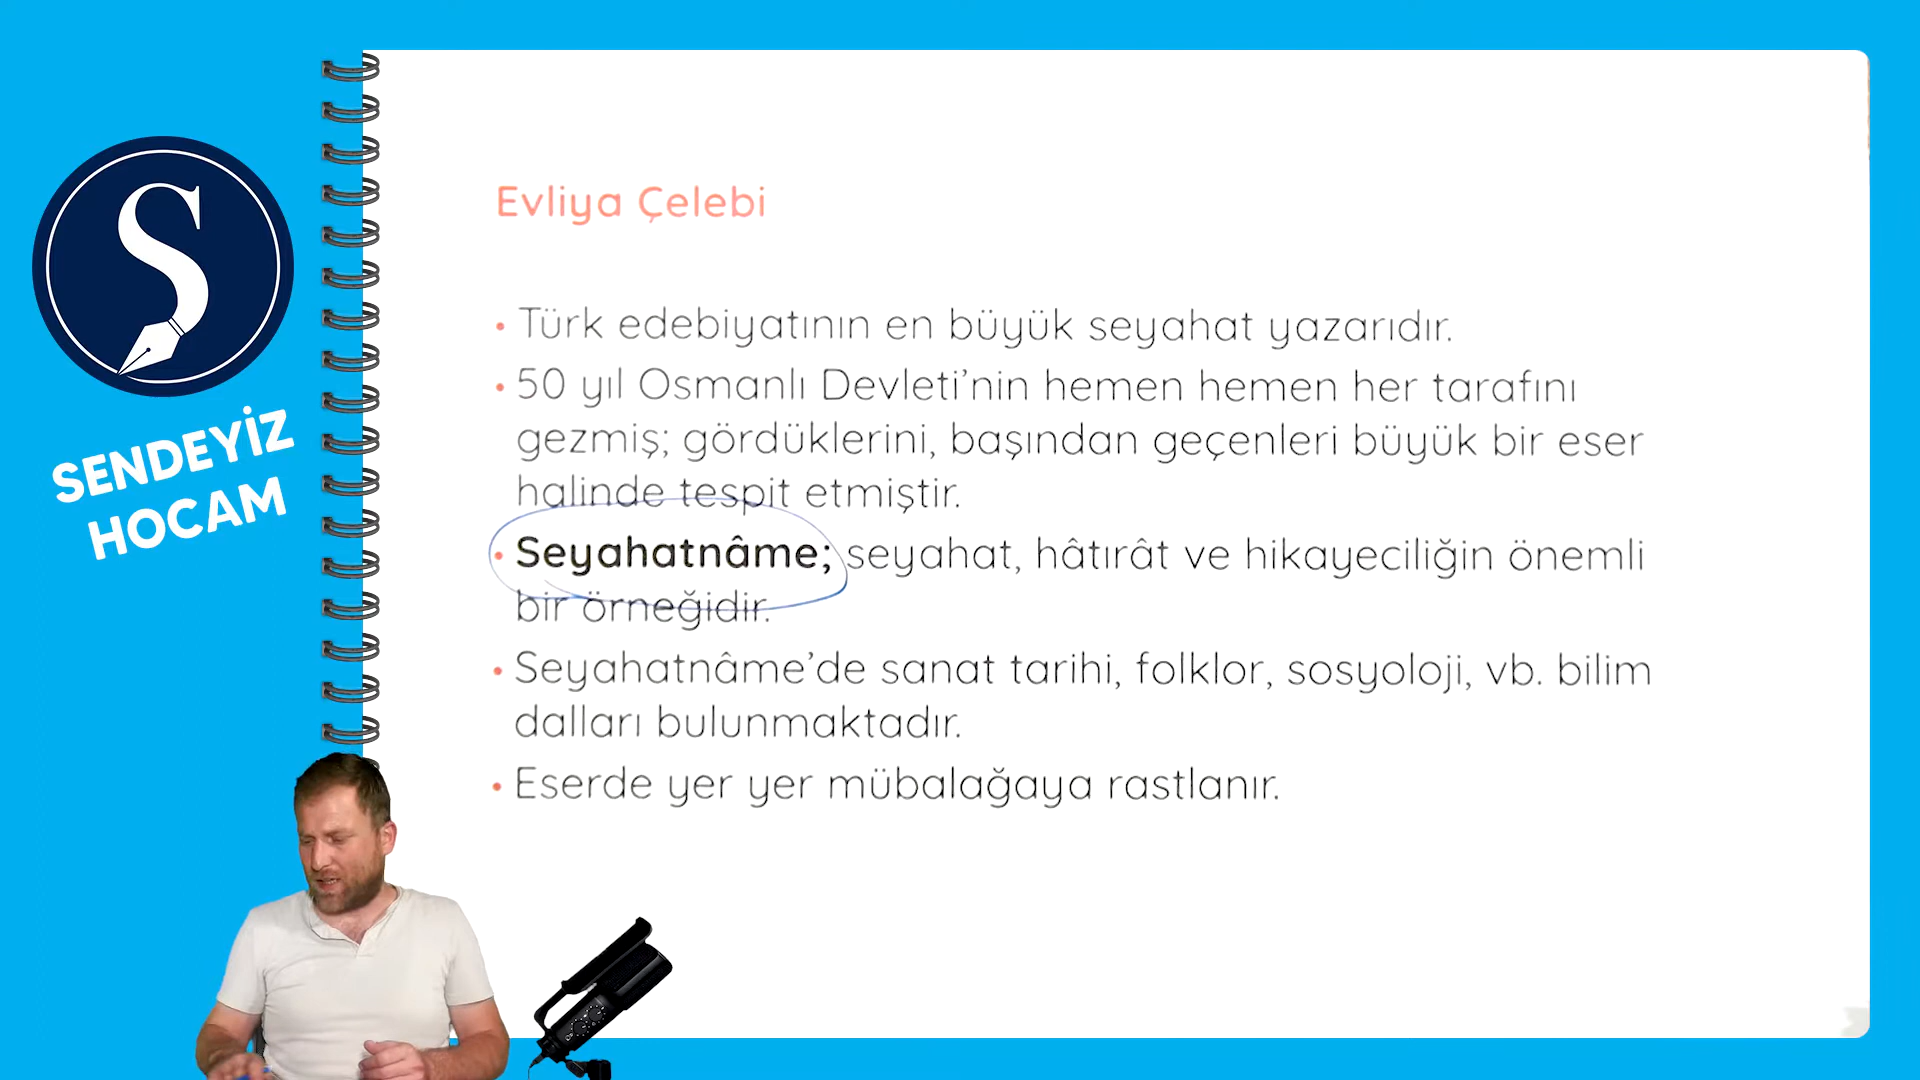 SENDEYİZ
HOCAM
Evliya Çelebi
• Türk edebiyatının en büyük seyahat yazarıdır.
• 50 yıl Osmanlı Devleti’nin hemen hemen her tarafını
gezmiş; gördüklerini, başından geçenleri büyük bir eser
halinde tespit etmiştir.
• Seyahatnâme; seyahat, hâtırât ve hikayeciliğin önemli
bir örneğidir.
• Seyahatnâme’de sanat tarihi, folklor, sosyoloji, vb. bilim
dalları bulunmaktadır.
• Eserde yer yer mübalağaya rastlanır.